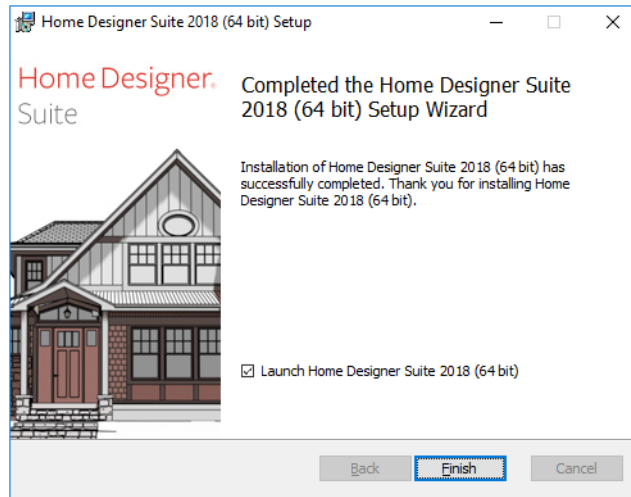 Home Designer Suite 2018 (64 bit) Setup
Home Designer®
Suite
Completed the Home Designer Suite
2018 (64 bit) Setup Wizard
Installation of Home Designer Suite 2018 (64 bit) has
successfully completed. Thank you for installing Home
Designer Suite 2018 (64 bit).
Launch Home Designer Suite 2018 (64 bit)
Back Finish Cancel